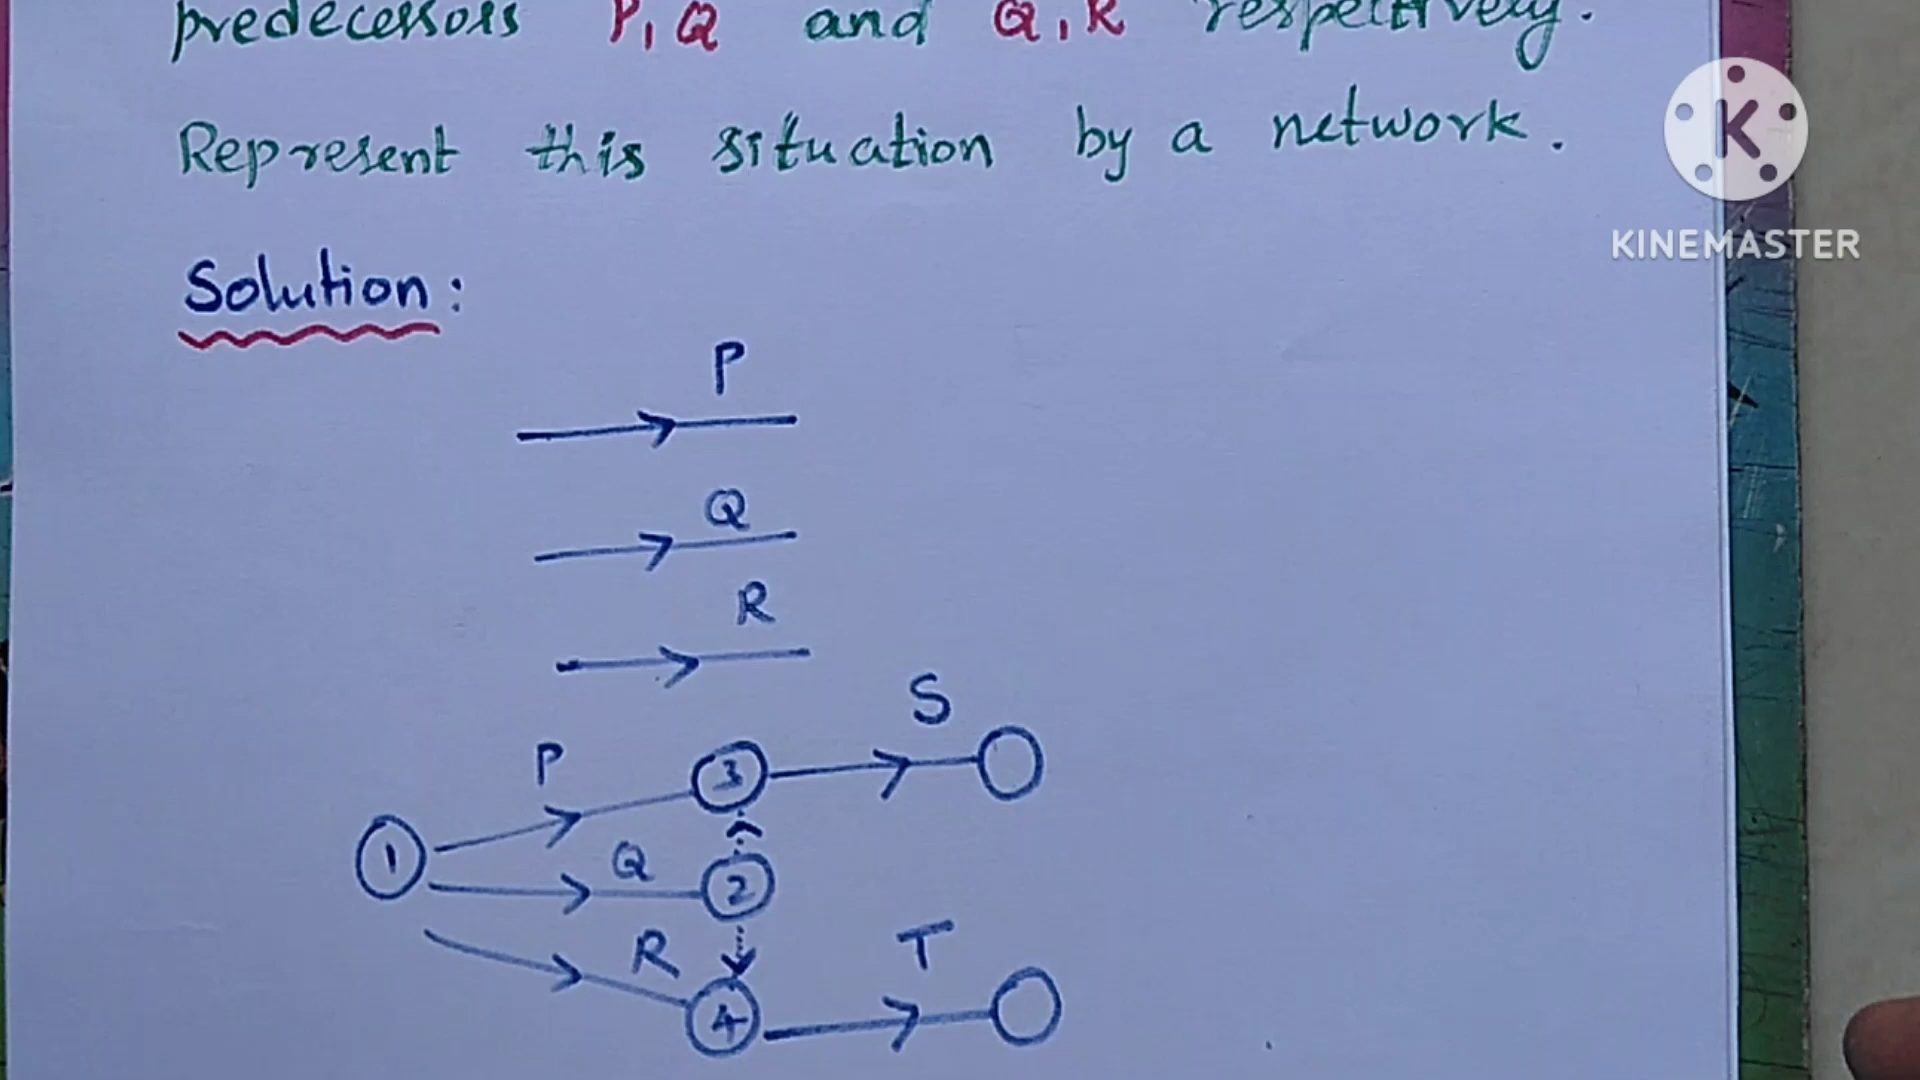 predecessors P, Q and Q, R respectively.
Represent this situation by a network.
K
KINEMASTER
Solution:
P
Q
R
S
P
3
1
Q
2
R
T
4